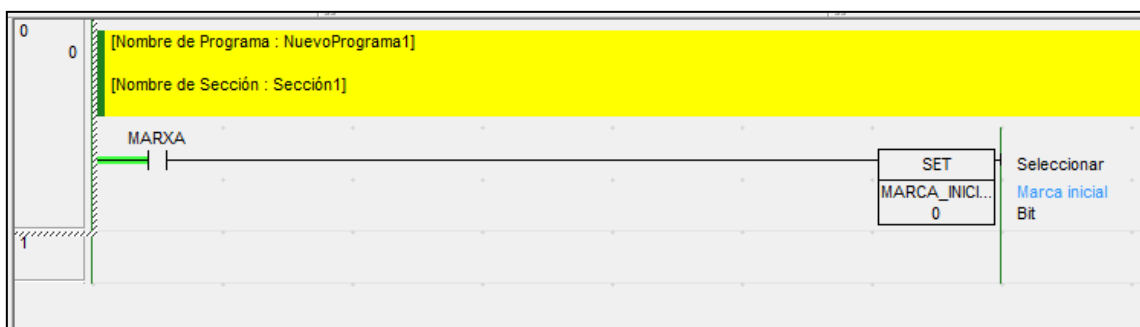 0
0
[Nombre de Programa : NuevoPrograma1]
[Nombre de Sección : Sección1]
MARXA
SET
Seleccionar
MARCA_INICI...
Marca inicial
0
Bit
1